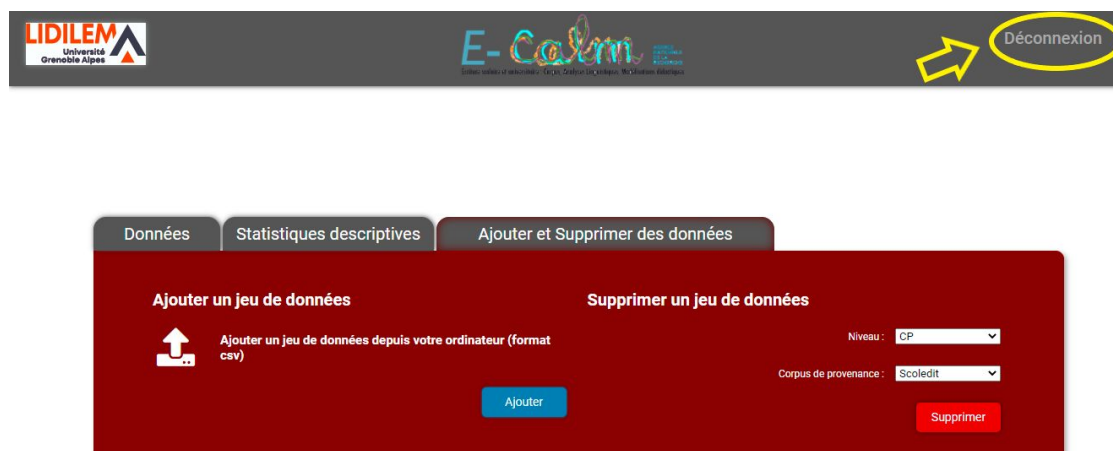 LIDILEM
Université
Grenoble Alpes
E-Calm
Déconnexion
Données
Statistiques descriptives
Ajouter et Supprimer des données
Ajouter un jeu de données
Ajouter un jeu de données depuis votre ordinateur (format
csv)
Ajouter
Supprimer un jeu de données
Niveau :
CP
Corpus de provenance :
Scoledit
Supprimer